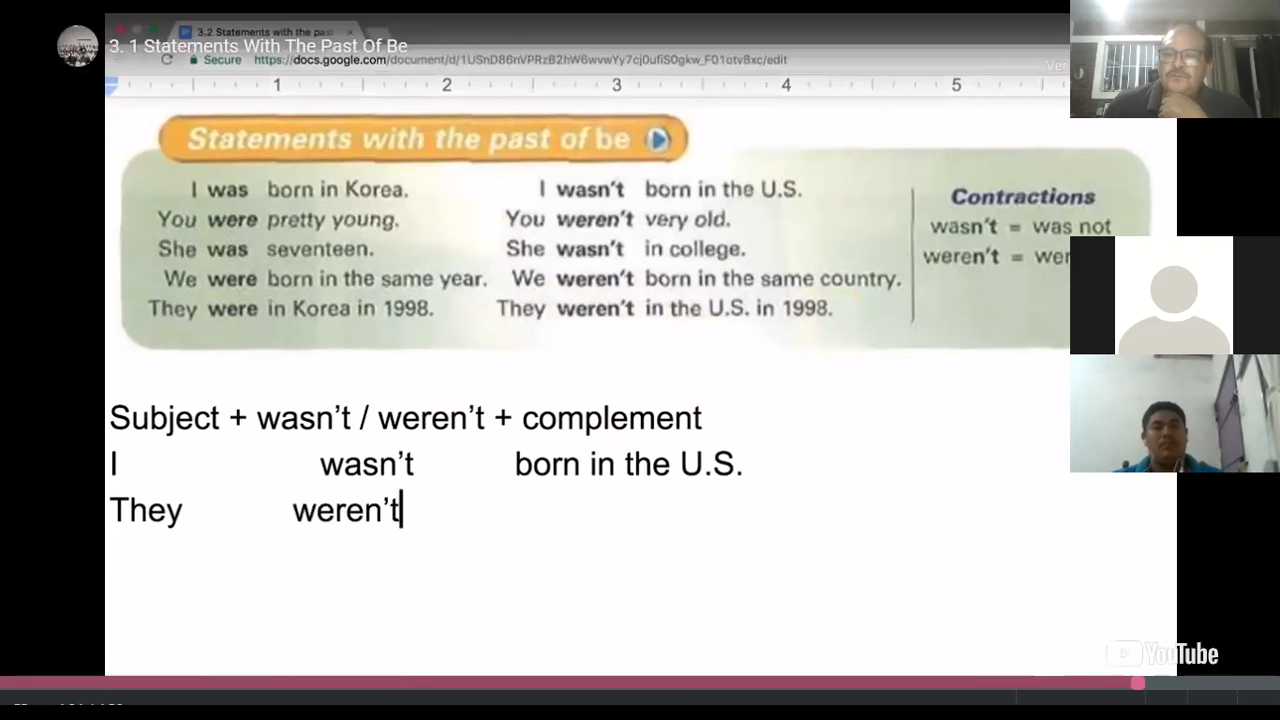 3.2 Statements with the past
3. 1 Statements With The Past Of Be
Secure https://docs.google.com/document/d/1USnD86nVPRzB2hW6wvwYy7cj0ufiS0gkw_F01otv8xc/edit
1 2 3 4 5
Statements with the past of be
I was born in Korea. I wasn't born in the U.S.
You were pretty young. You weren't very old.
She was seventeen. She wasn't in college.
We were born in the same year. We weren't born in the same country.
They were in Korea in 1998. They weren't in the U.S. in 1998.
Contractions
wasn't = was not
weren't = wer
Subject + wasn't / weren't + complement
I wasn't born in the U.S.
They weren't
YouTube